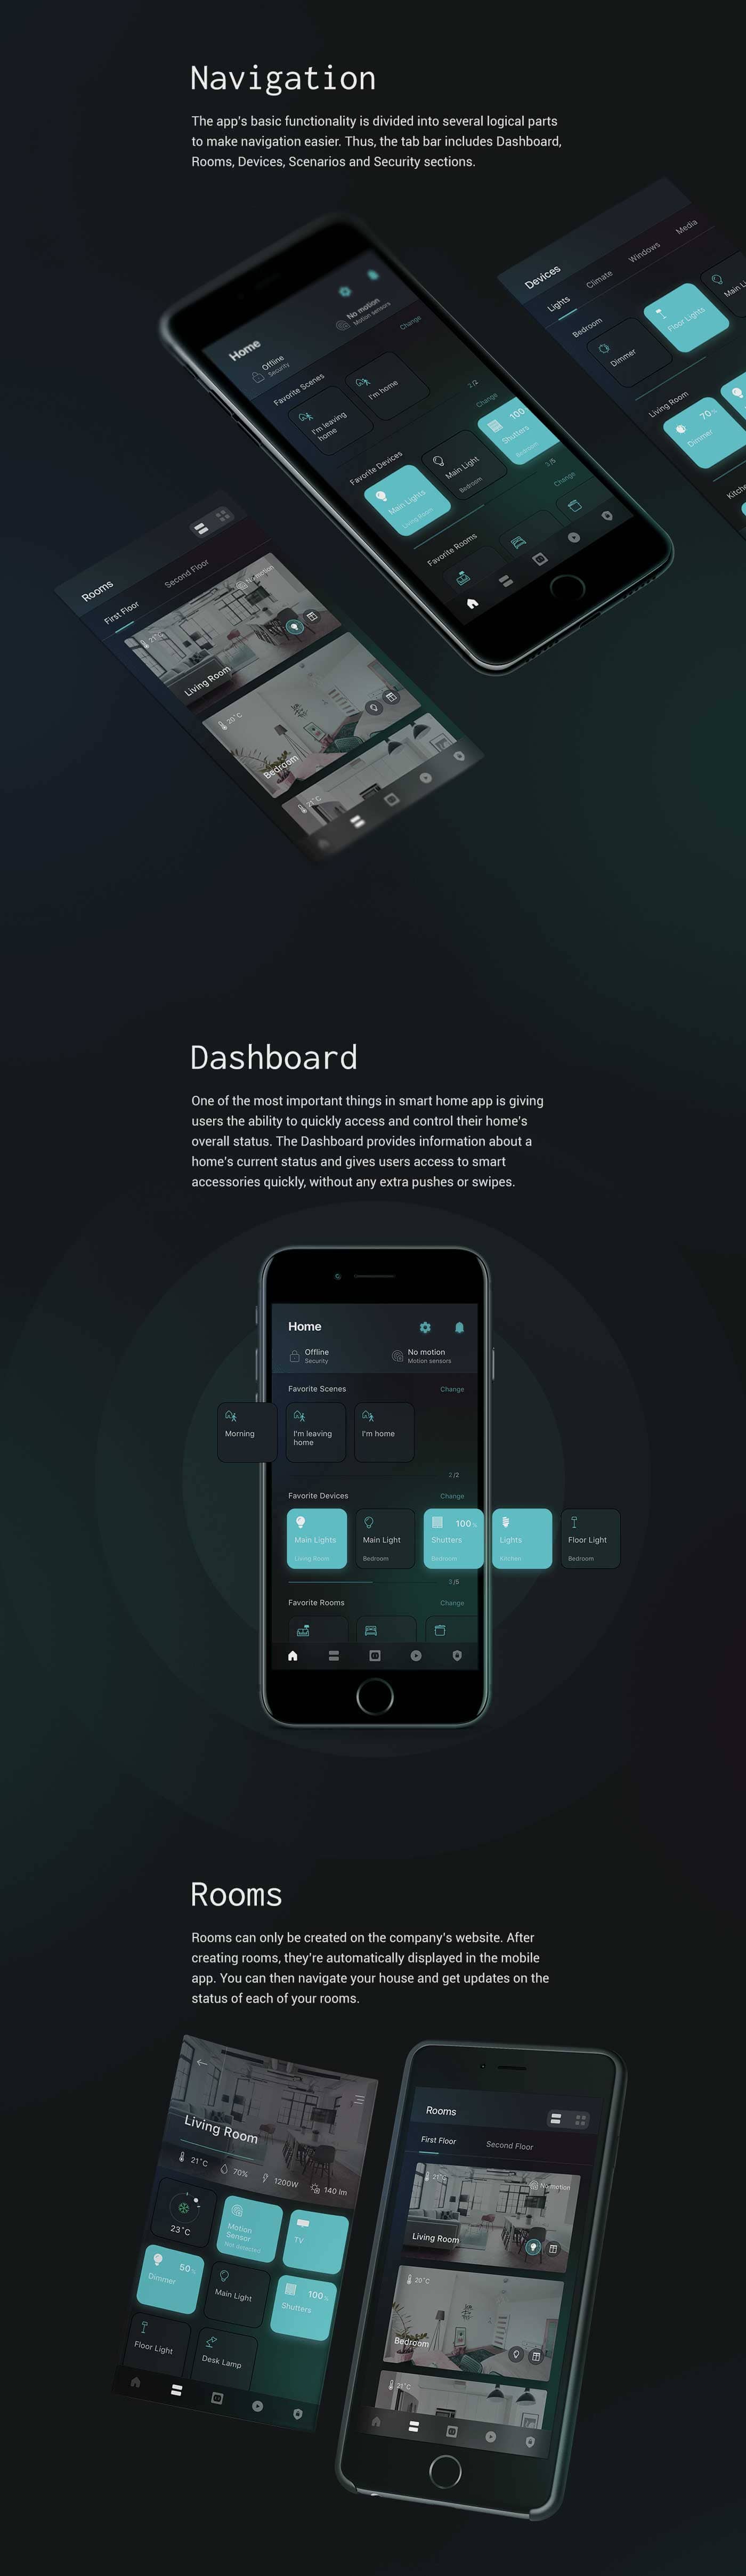 Navigation
The app's basic functionality is divided into several logical parts
to make navigation easier. Thus, the tab bar includes Dashboard,
Rooms, Devices, Scenarios and Security sections.
Devices
Lights
Climate
Windows
Media
Bedroom
Dimmer
Floor Lights
Living Room
70%
Dimmer
Home
Offline
Security
No motion
Motion sensors
Favorite Scenes
Change
I'm leaving
home
I'm home
2/2
Favorite Devices
Change
Main Lights
Living Room
Main Light
Bedroom
100
Shutters
Bedroom
3/5
Favorite Rooms
Change
Rooms
First Floor
Second Floor
21°C
No motion
Living Room
20°C
Bedroom
21°C
Dashboard
One of the most important things in smart home app is giving
users the ability to quickly access and control their home's
overall status. The Dashboard provides information about a
home's current status and gives users access to smart
accessories quickly, without any extra pushes or swipes.
Home
Offline
Security
No motion
Motion sensors
Favorite Scenes
Change
Morning
I'm leaving
home
I'm home
2/2
Favorite Devices
Change
Main Lights
Living Room
Main Light
Bedroom
100%
Shutters
Bedroom
Lights
Kitchen
Floor Light
Bedroom
3/5
Favorite Rooms
Change
Rooms
Rooms can only be created on the company's website. After
creating rooms, they're automatically displayed in the mobile
app. You can then navigate your house and get updates on the
status of each of your rooms.
Living Room
21°C
70%
1200W
140 lm
23°C
Motion
Sensor
Not detected
TV
50%
Dimmer
Main Light
100%
Shutters
Floor Light
Desk Lamp
Rooms
First Floor
Second Floor
21°C
No motion
Living Room
20°C
Bedroom
21°C